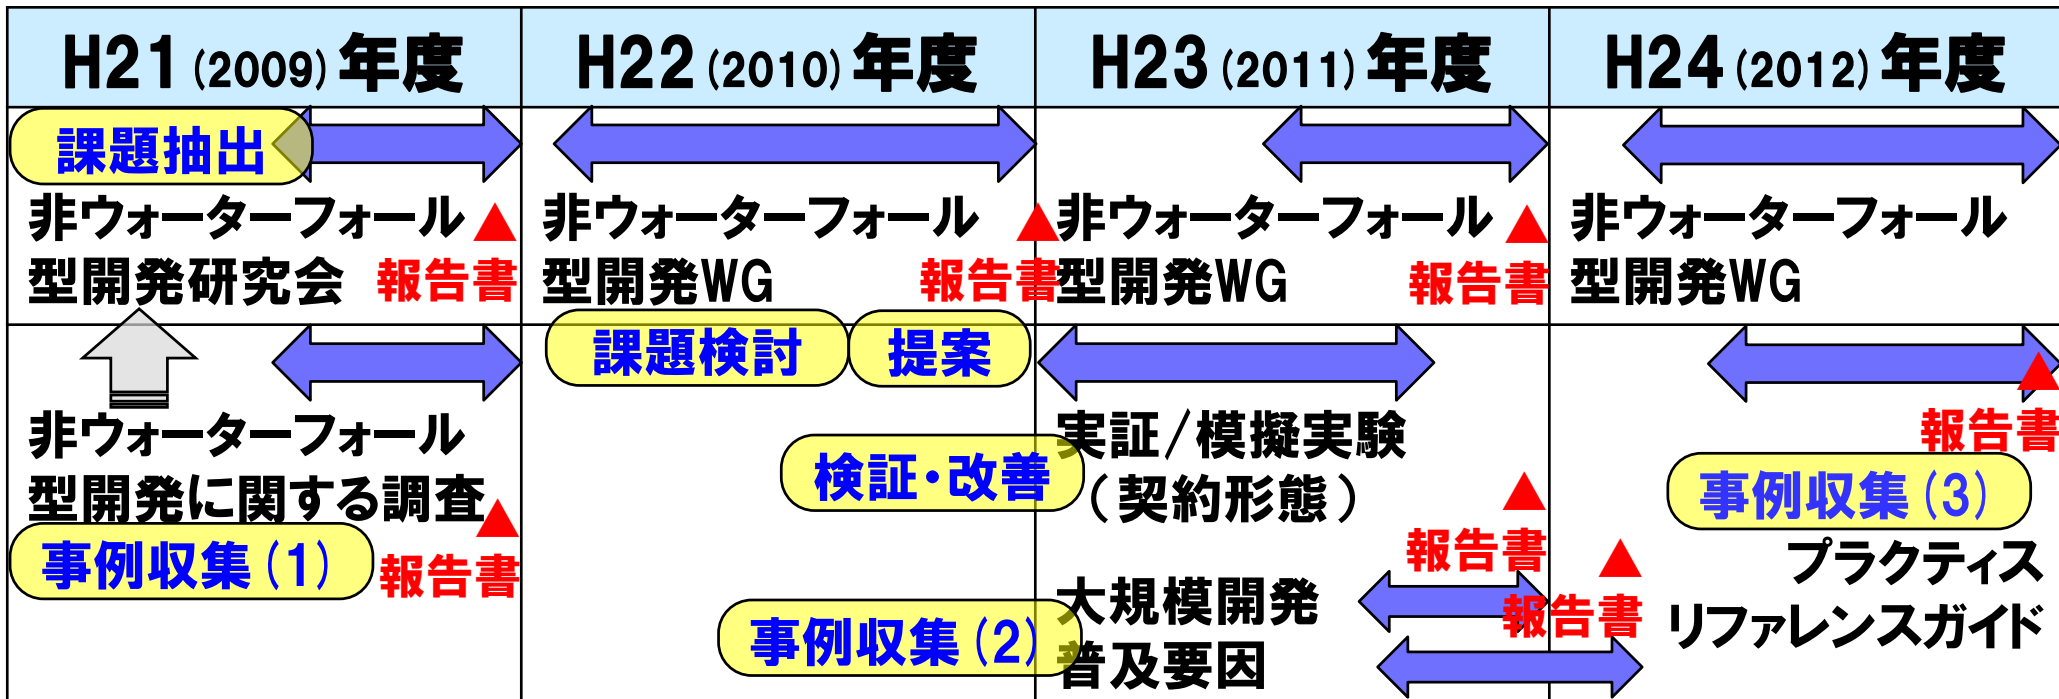 H21(2009)年度
H22(2010)年度
H23(2011)年度
H24(2012)年度
課題抽出
非ウォーターフォール
型開発研究会
▲
報告書
非ウォーターフォール
型開発WG
▲
報告書
非ウォーターフォール
型開発WG
▲
報告書
非ウォーターフォール
型開発WG
非ウォーターフォール
型開発に関する調査
▲
報告書
事例収集(1)
課題検討
提案
検証・改善
実証/模擬実験
(契約形態)
▲
報告書
事例収集(2)
大規模開発
普及要因
▲
報告書
▲
報告書
事例収集(3)
プラクティス
リファレンスガイド